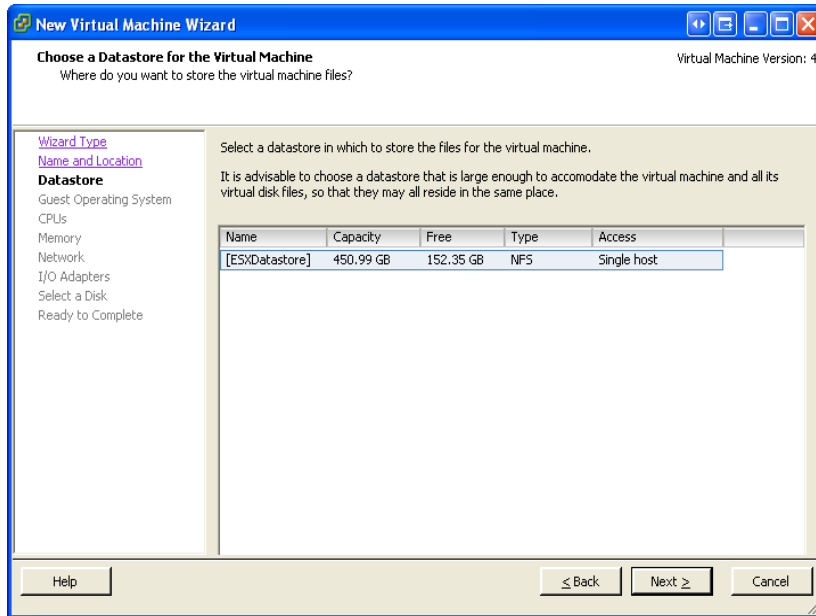 New Virtual Machine Wizard
Choose a Datastore for the Virtual Machine
Where do you want to store the virtual machine files?
Virtual Machine Version: 4
Wizard Type
Name and Location
Datastore
Guest Operating System
CPUs
Memory
Network
I/O Adapters
Select a Disk
Ready to Complete
Select a datastore in which to store the files for the virtual machine.
It is advisable to choose a datastore that is large enough to accomodate the virtual machine and all its
virtual disk files, so that they may all reside in the same place.
Name Capacity Free Type Access
[ESXDatastore] 450.99 GB 152.35 GB NFS Single host
Help
< Back
Next >
Cancel